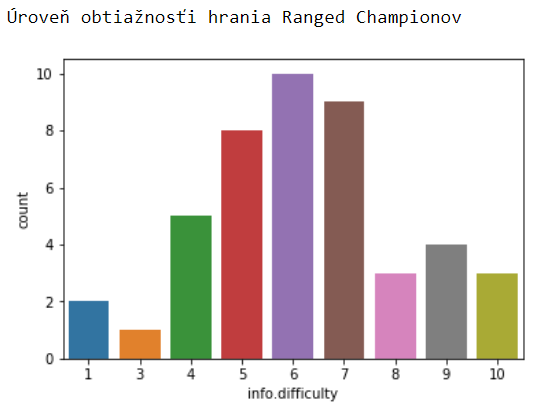 Úroveň obtiažnosťi hrania Ranged Championov
10
8
6
4
2
0
count
1 3 4 5 6 7 8 9 10
info.difficulty